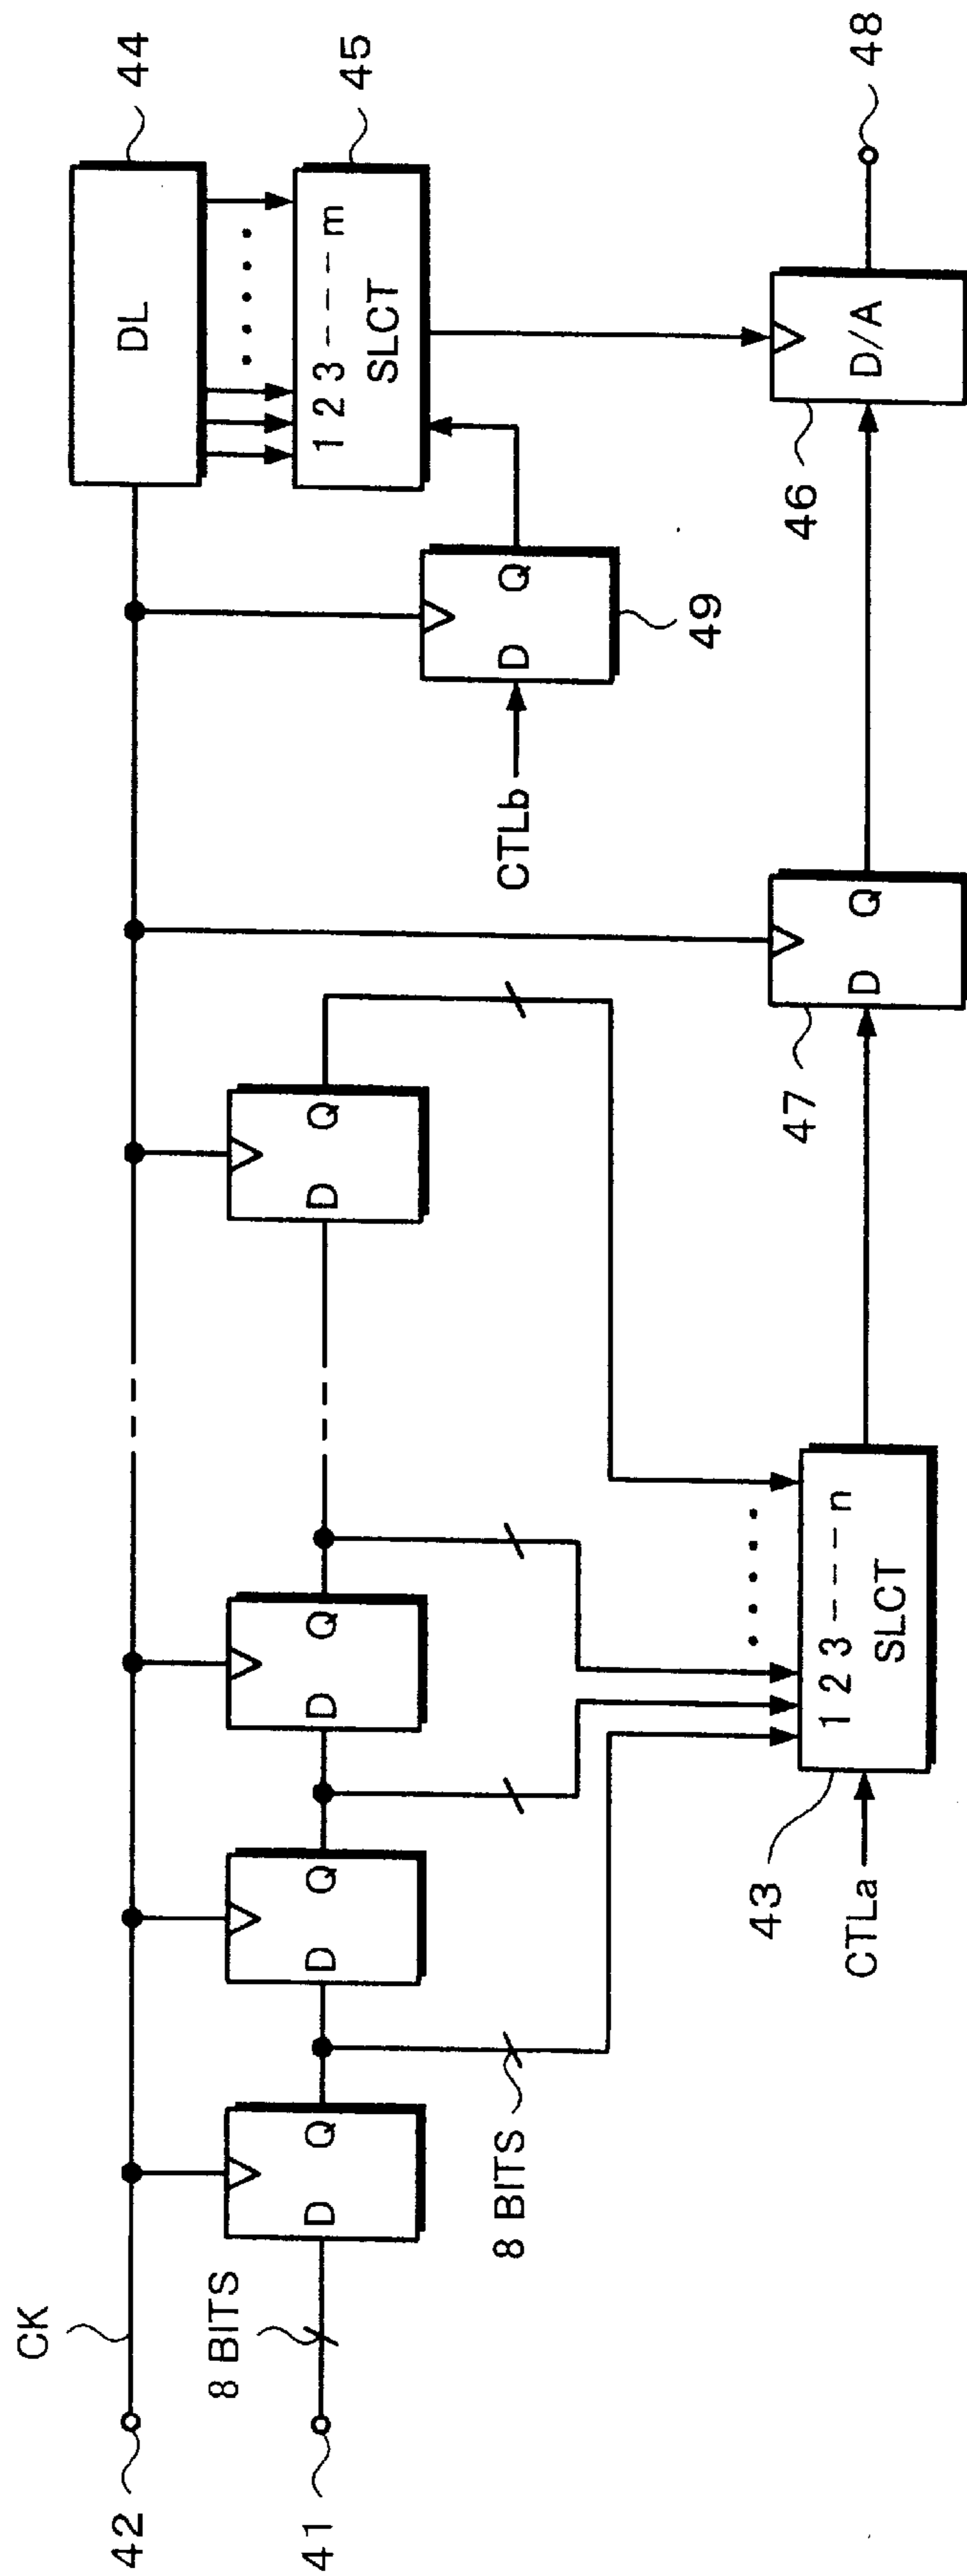 CK
42
8 BITS
41
D Q
D Q
D Q
D Q
8 BITS
DL
44
1 2 3 --- m
SLCT
45
D Q
49
CTLb
1 2 3 --- n
SLCT
43
CTLa
D Q
47
D/A
46
48